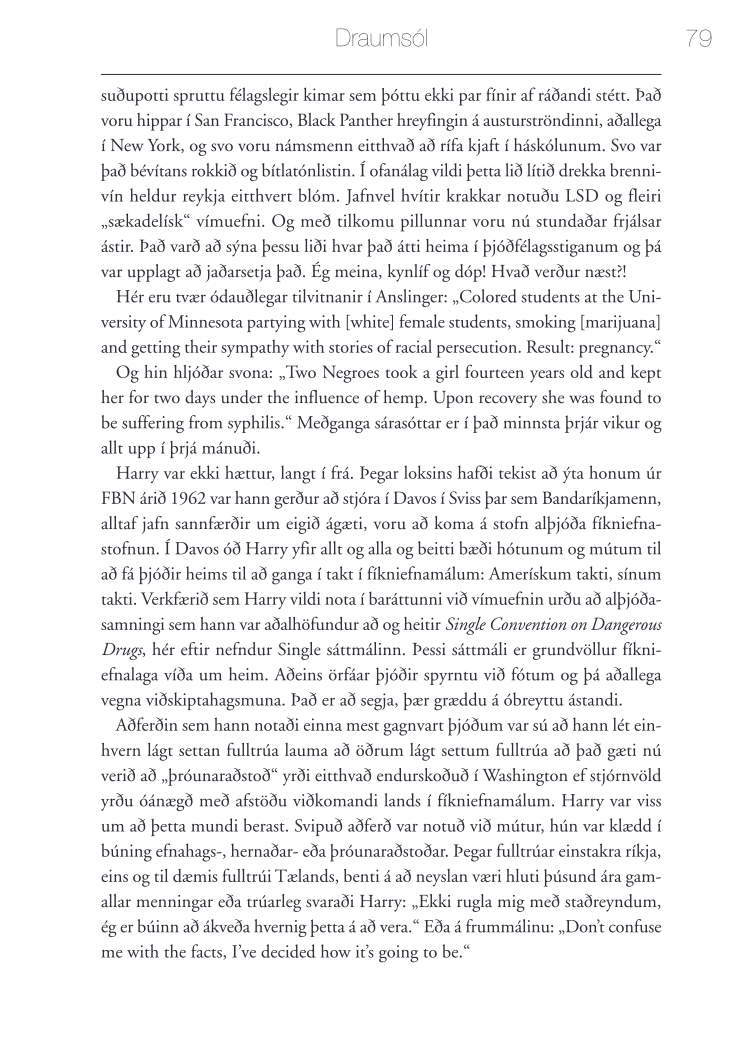 Draumsól 79
suðupotti spruttu félagslegir kimar sem þóttu ekki par fínir af ráðandi stétt. Það
voru hippar í San Francisco, Black Panther hreyfingin á austurströndinni, aðallega
í New York, og svo voru námsmenn eitthvað að rífa kjaft í háskólunum. Svo var
það bévítans rokkið og bítlatónlistin. Í ofanálag vildi þetta lið lítið drekka brenni-
vín heldur reykja eitthvert blóm. Jafnvel hvítir krakkar notuðu LSD og fleiri
„sækadelísk“ vímuefni. Og með tilkomu pillunnar voru nú stundaðar frjálsar
ástir. Það varð að sýna þessu liði hvar það átti heima í þjóðfélagsstiganum og þá
var upplagt að jaðarsetja það. Ég meina, kynlíf og dóp! Hvað verður næst?!
Hér eru tvær ódauðlegar tilvitnanir í Anslinger: „Colored students at the Uni-
versity of Minnesota partying with [white] female students, smoking [marijuana]
and getting their sympathy with stories of racial persecution. Result: pregnancy.“
Og hin hljóðar svona: „Two Negroes took a girl fourteen years old and kept
her for two days under the influence of hemp. Upon recovery she was found to
be suffering from syphilis.“ Meðganga sárasóttar er í það minnsta þrjár vikur og
allt upp í þrjá mánuði.
Harry var ekki hættur, langt í frá. Þegar loksins hafði tekist að ýta honum úr
FBN árið 1962 var hann gerður að stjóra í Davos í Sviss þar sem Bandaríkjamenn,
alltaf jafn sannfærðir um eigið ágæti, voru að koma á stofn alþjóða fíkniefna-
stofnun. Í Davos óð Harry yfir allt og alla og beitti bæði hótunum og mútum til
að fá þjóðir heims til að ganga í takt í fíkniefnamálum: Amerískum takti, sínum
takti. Verkfærið sem Harry vildi nota í baráttunni við vímuefnin urðu að alþjóða-
samningi sem hann var aðalhöfundur að og heitir Single Convention on Dangerous
Drugs, hér eftir nefndur Single sáttmálinn. Þessi sáttmáli er grundvöllur fíkni-
efnalaga víða um heim. Aðeins örfáar þjóðir spyrntu við fótum og þá aðallega
vegna viðskiptahagsmuna. Það er að segja, þær græddu á óbreyttu ástandi.
Aðferðin sem hann notaði einna mest gagnvart þjóðum var sú að hann lét ein-
hvern lágt settan fulltrúa lauma að öðrum lágt settum fulltrúa að það gæti nú
verið að „þróunaraðstoð“ yrði eitthvað endurskoðuð í Washington ef stjórnvöld
yrðu óánægð með afstöðu viðkomandi lands í fíkniefnamálum. Harry var viss
um að þetta mundi berast. Svipuð aðferð var notuð við mútur, hún var klædd í
búning efnahags-, hernaðar- eða þróunaraðstoðar. Þegar fulltrúar einstakra ríkja,
eins og til dæmis fulltrúi Tælands, benti á að neyslan væri hluti þúsund ára gam-
allar menningar eða trúarleg svaraði Harry: „Ekki rugla mig með staðreyndum,
ég er búinn að ákveða hvernig þetta á að vera.“ Eða á frummálinu: „Don’t confuse
me with the facts, I’ve decided how it’s going to be.“